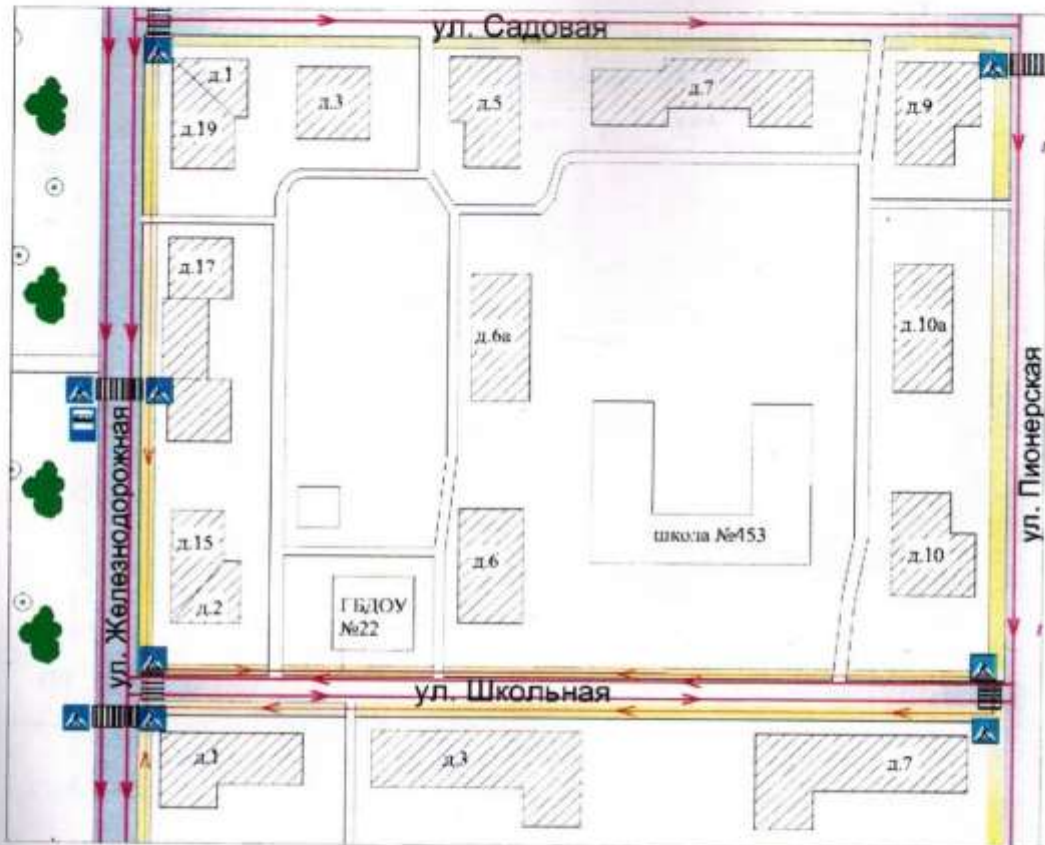 ул. Садовая
д.1
д.19
д.3
д.5
д.7
д.9
д.17
д.6а
д.10а
ул. Железнодорожная
ул. Пионерская
д.15
д.2
д.6
школа №453
д.10
ГБДОУ
№22
ул. Школьная
д.1
д.3
д.7